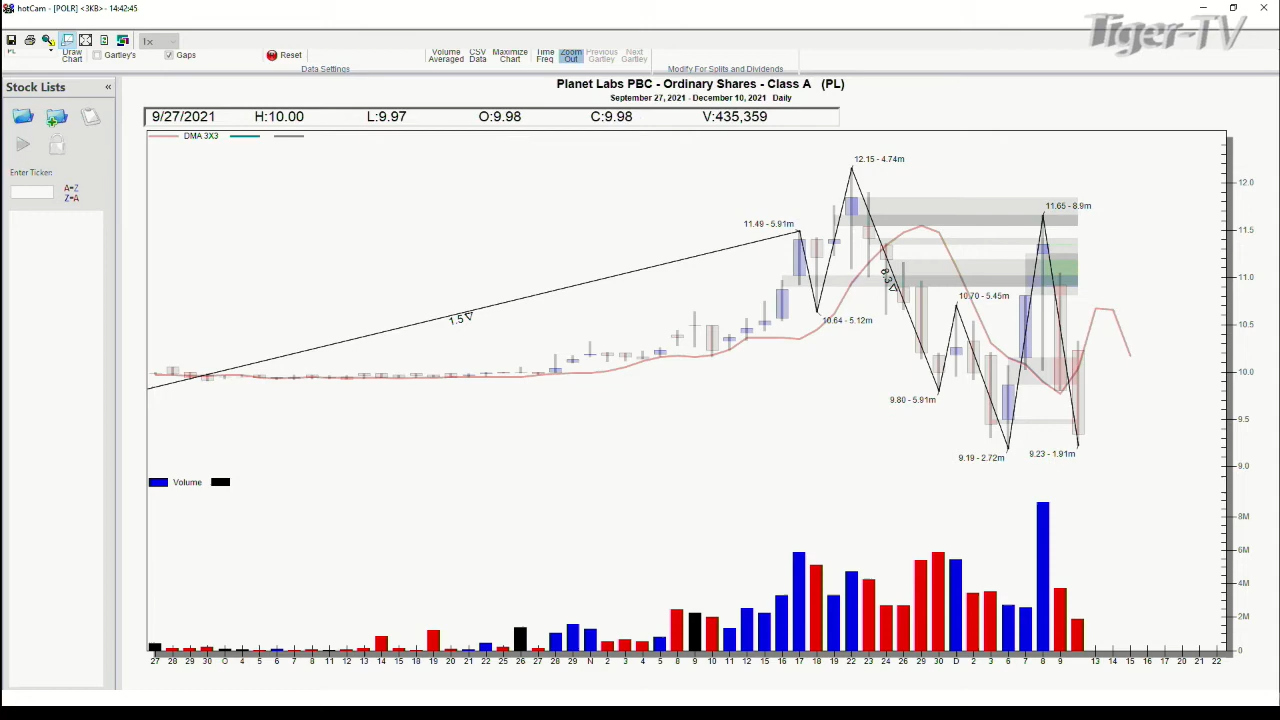 hotCam - [POLR] <3KB> - 14:42:45
Tiger-TV
1x
PL
Draw Chart
Gartley's
Gaps
Reset
Volume Averaged
CSV Data
Maximize Chart
Time Freq
Zoom Out
Previous Gartley
Next Gartley
Data Settings
Modify For Splits and Dividends
Stock Lists «
Enter Ticker:
A=Z
Z=A
Planet Labs PBC - Ordinary Shares - Class A (PL)
September 27, 2021 - December 10, 2021 Daily
9/27/2021 H:10.00 L:9.97 O:9.98 C:9.98 V:435,359
DMA 3X3
12.15 - 4.74m
11.65 - 8.9m
11.49 - 5.91m
10.64 - 5.12m
10.70 - 5.45m
9.80 - 5.91m
9.19 - 2.72m
9.23 - 1.91m
1.5∇
8.3∇
12.0
11.5
11.0
10.5
10.0
9.5
9.0
Volume
8M
6M
4M
2M
0
27 28 29 30 O 4 5 6 7 8 11 12 13 14 15 18 19 20 21 22 25 26 27 28 29 N 2 3 4 5 8 9 10 11 12 15 16 17 18 19 22 23 24 26 29 30 D 2 3 6 7 8 9 13 14 15 16 17 20 21 22